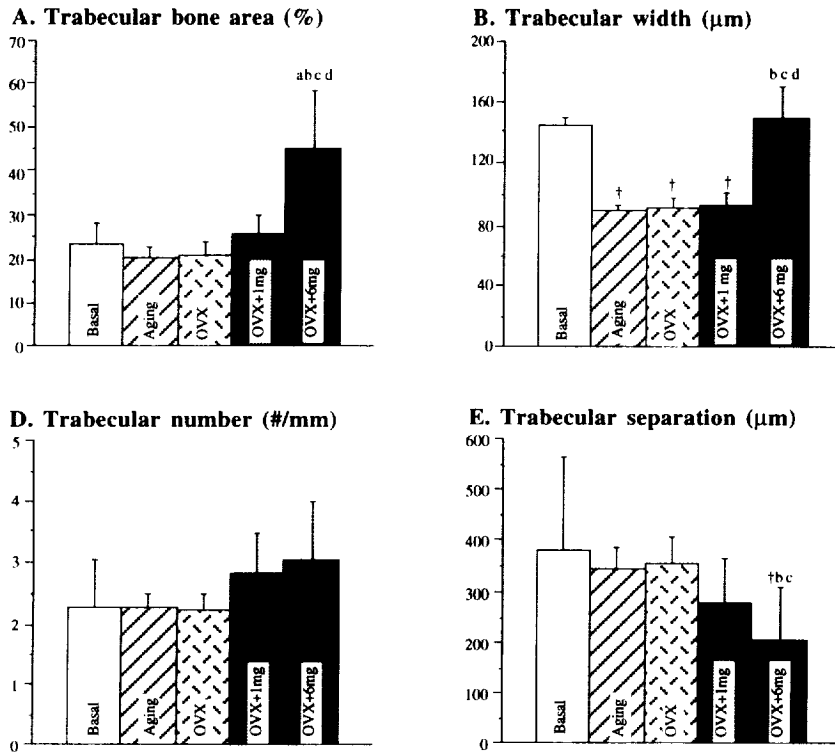 A. Trabecular bone area (%)
70
60
50
40
30
20
10
0
a b c d
Basal
Aging
OVX
OVX+1mg
OVX+6mg
B. Trabecular width (μm)
200
160
120
80
40
0
†
†
†
b c d
Basal
Aging
OVX
OVX+1 mg
OVX+6 mg
D. Trabecular number (#/mm)
5
4
3
2
1
0
Basal
Aging
OVX
OVX+1mg
OVX+6mg
E. Trabecular separation (μm)
600
500
400
300
200
100
0
†b c
Basal
Aging
OVX
OVX+1mg
OVX+6mg